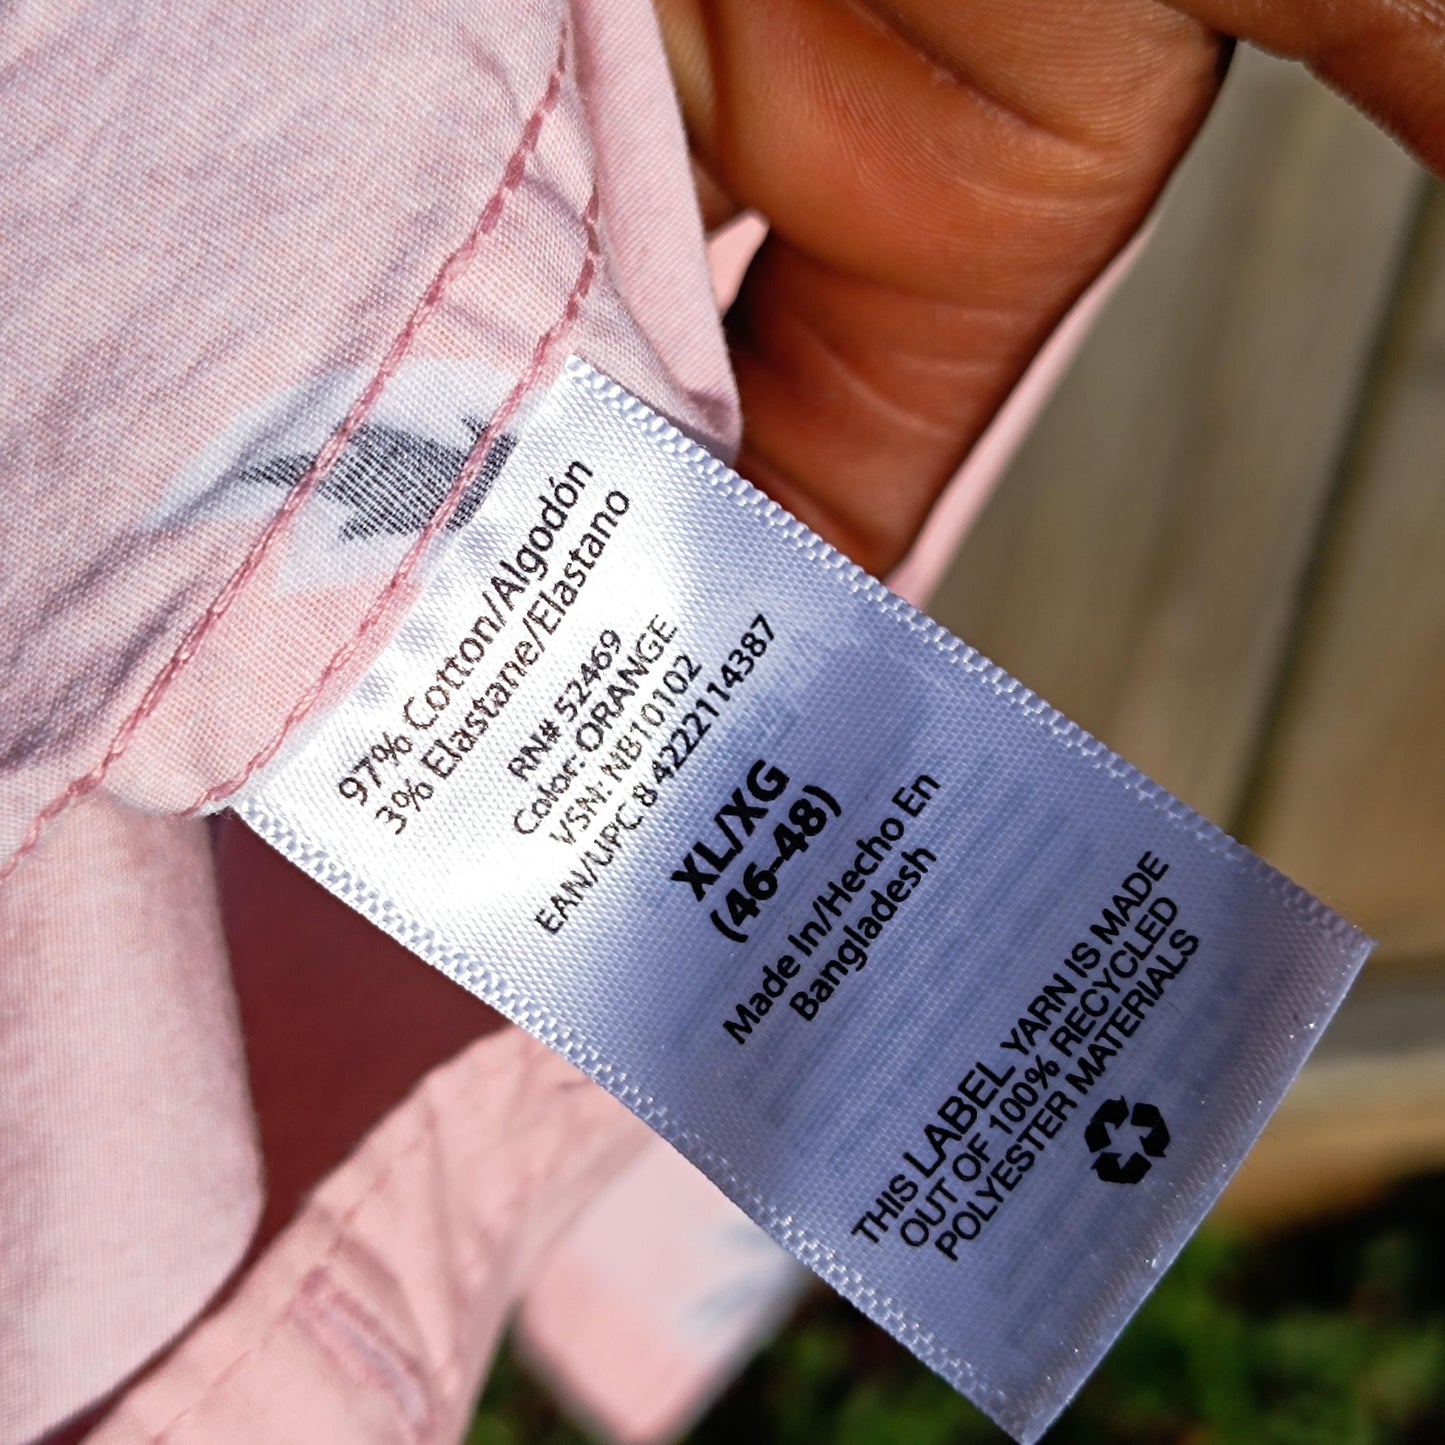 97% Cotton/Algodón
3% Elastane/Elastano
RN# 52469
Color: ORANGE
VSN: NB10102
EAN/UPC:8 42222114387
XL/XG
(46-48)
Made In/Hecho En
Bangladesh
THIS LABEL YARN IS MADE
OUT OF 100% RECYCLED
POLYESTER MATERIALS